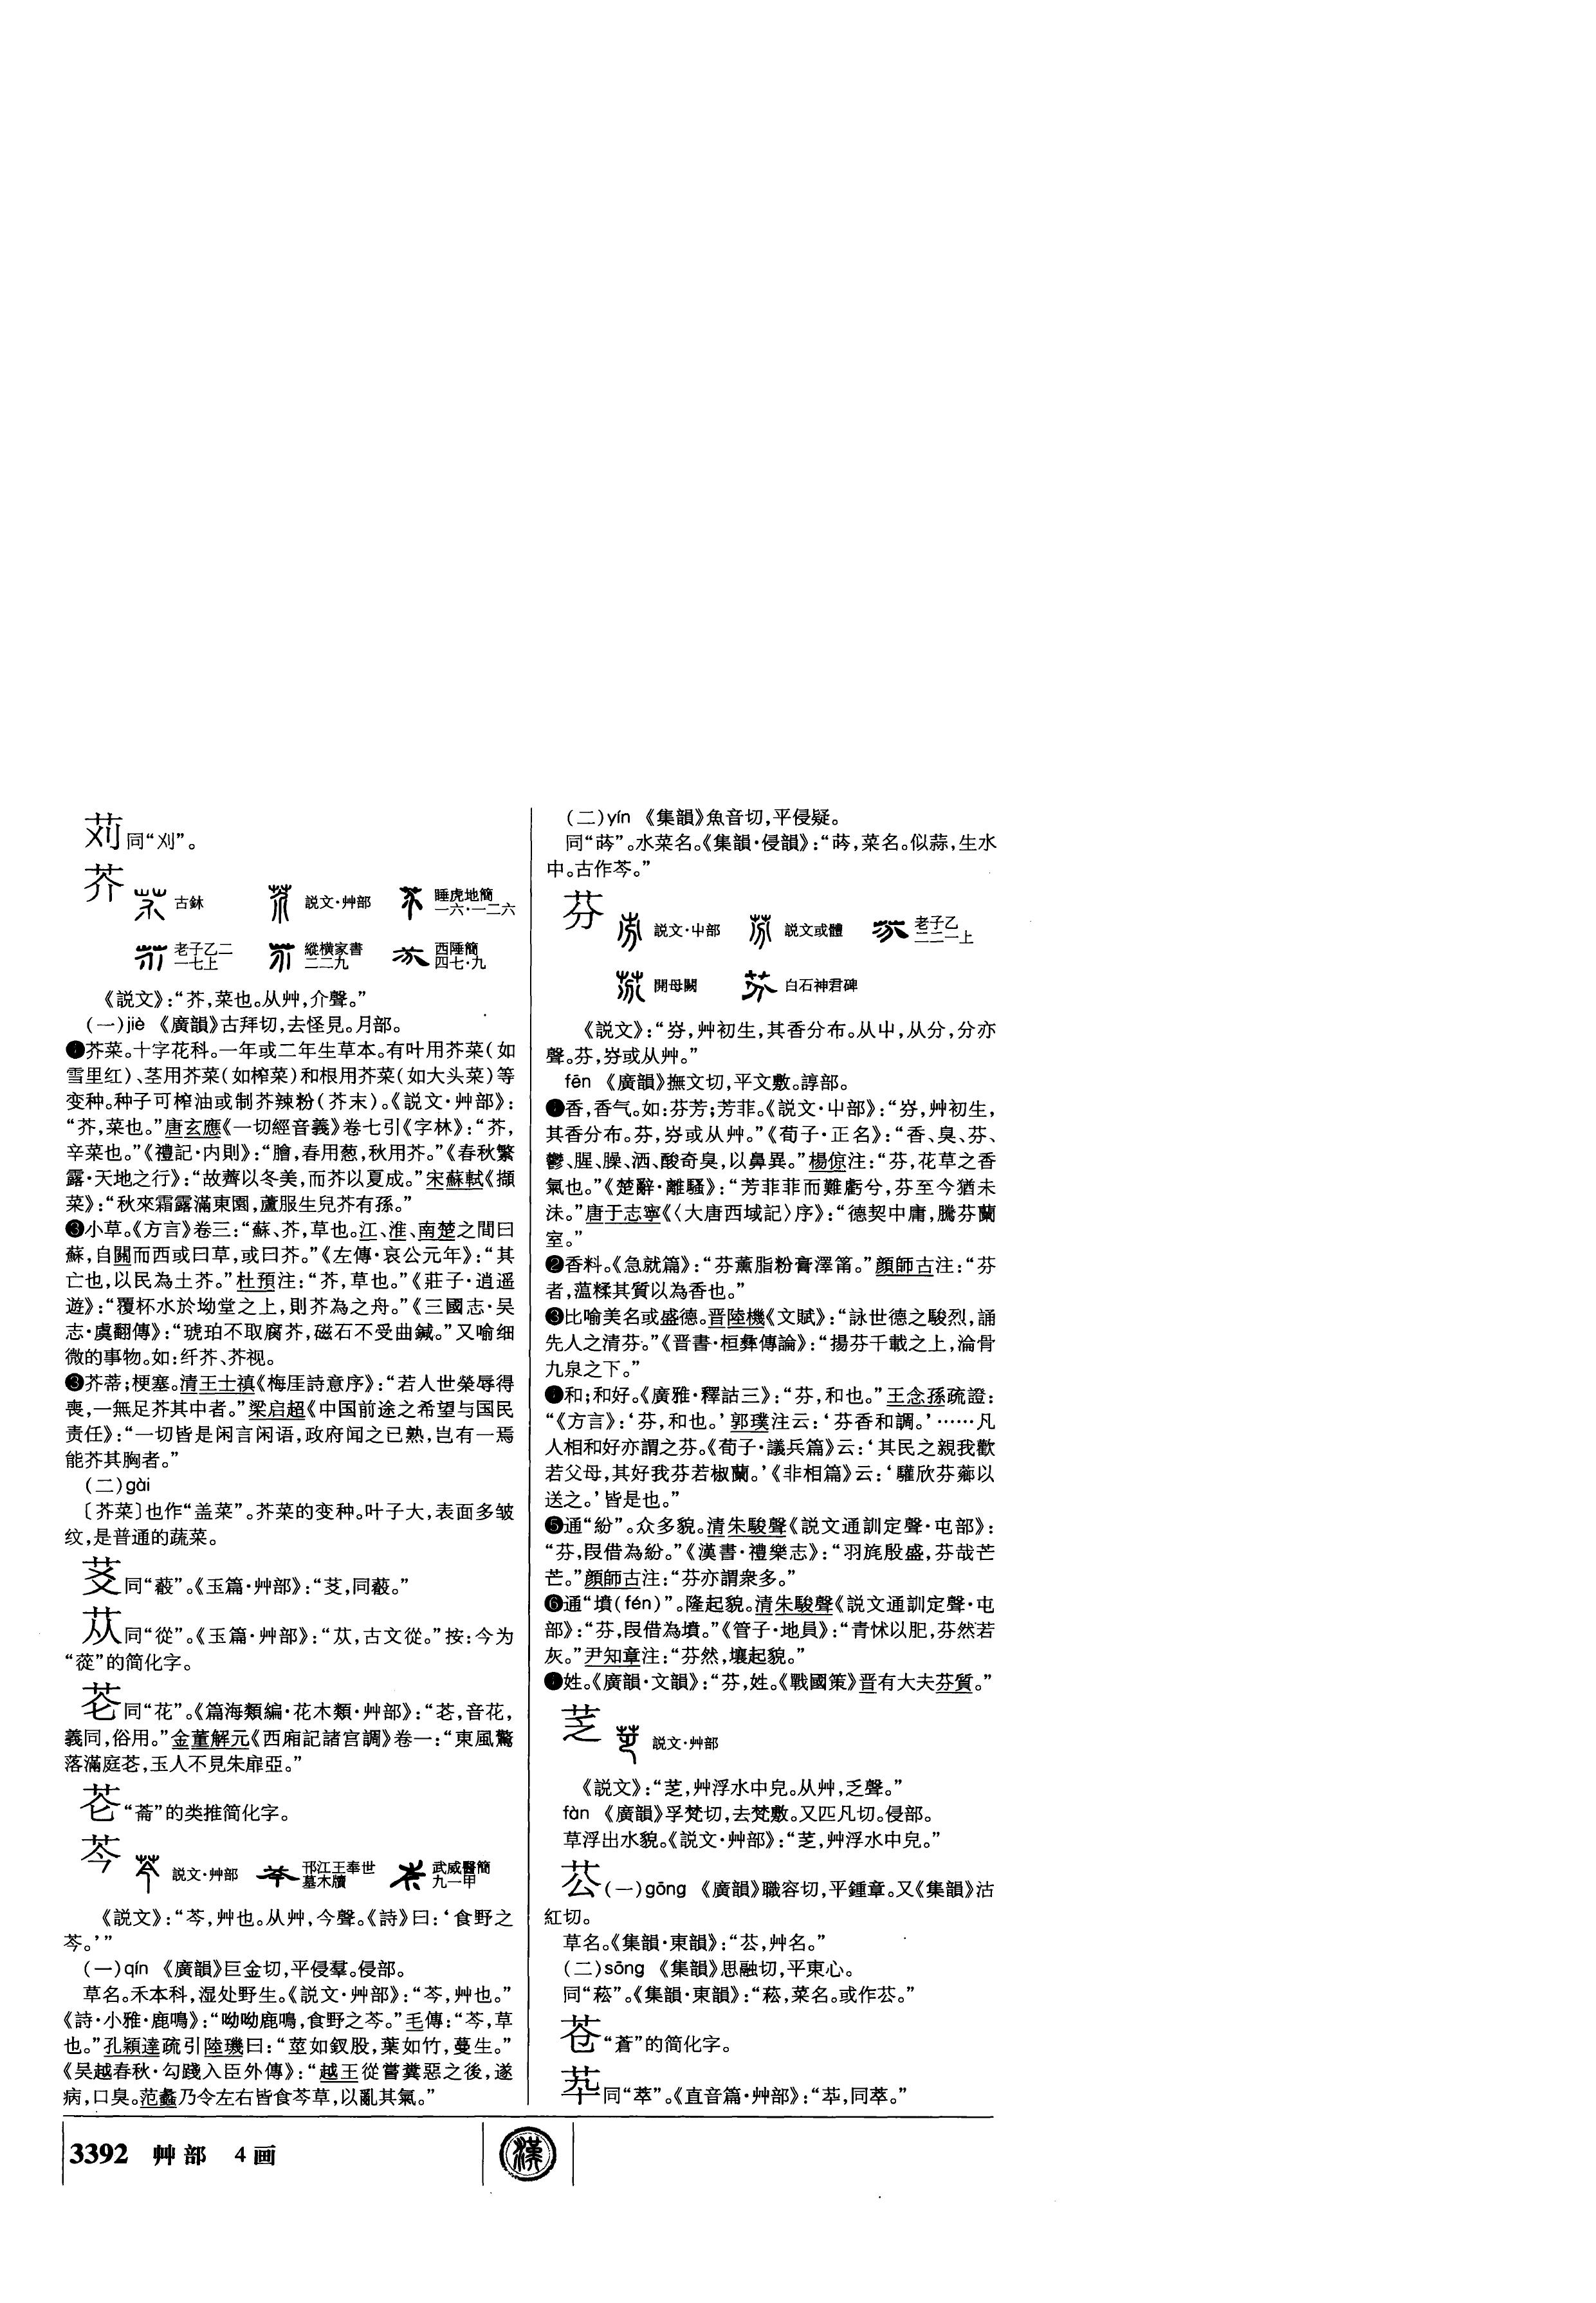 苅同“刈”。
芥
古鉨 説文·艸部 睡虎地簡一六·一二六
老子乙二一七上 縱横家書二二九 西陲簡四七·九
《説文》：“芥，菜也。从艸，介聲。”
(一)jiè 《廣韻》古拜切，去怪見。月部。
❶芥菜。十字花科。一年或二年生草本。有叶用芥菜(如
雪里红)、茎用芥菜(如榨菜)和根用芥菜(如大头菜)等
变种。种子可榨油或制芥辣粉(芥末)。《説文·艸部》：
“芥，菜也。”唐玄應《一切經音義》卷七引《字林》：“芥，
辛菜也。”《禮記·内則》：“膾，春用葱，秋用芥。”《春秋繁
露·天地之行》：“故薺以冬美，而芥以夏成。”宋蘇軾《擷
菜》：“秋來霜露滿東園，蘆服生兒芥有孫。”
❸小草。《方言》卷三：“蘇、芥，草也。江、淮、南楚之間曰
蘇，自關而西或曰草，或曰芥。”《左傳·哀公元年》：“其
亡也，以民為土芥。”杜預注：“芥，草也。”《莊子·逍遥
遊》：“覆杯水於坳堂之上，則芥為之舟。”《三國志·吴
志·虞翻傳》：“琥珀不取腐芥，磁石不受曲鍼。”又喻细
微的事物。如：纤芥、芥视。
❸芥蒂；梗塞。清王士禛《梅厓詩意序》：“若人世榮辱得
喪，一無足芥其中者。”梁启超《中国前途之希望与国民
责任》：“一切皆是闲言闲语，政府闻之已熟，岂有一焉
能芥其胸者。”
(二)gài
〔芥菜〕也作“盖菜”。芥菜的变种。叶子大，表面多皱
纹，是普通的蔬菜。
芆同“蔱”。《玉篇·艸部》：“芆，同蔱。”
苁同“從”。《玉篇·艸部》：“苁，古文從。”按：今为
“蓯”的简化字。
同“花”。《篇海類編·花木類·艸部》：“，音花，
義同，俗用。”金董解元《西廂記諸宫調》卷一：“東風驚
落滿庭，玉人不見朱扉亞。”
“菕”的类推简化字。
芩
説文·艸部 邗江王奉世墓木牘 武威醫簡九一甲
《説文》：“芩，艸也。从艸，今聲。《詩》曰：‘食野之
芩。’”
(一)qín 《廣韻》巨金切，平侵羣。侵部。
草名。禾本科，湿处野生。《説文·艸部》：“芩，艸也。”
《詩·小雅·鹿鳴》：“呦呦鹿鳴，食野之芩。”毛傳：“芩，草
也。”孔穎達疏引陸璣曰：“莖如釵股，葉如竹，蔓生。”
《吴越春秋·勾踐入臣外傳》：“越王從嘗糞惡之後，遂
病，口臭。范蠡乃令左右皆食芩草，以亂其氣。”
(二)yín 《集韻》魚音切，平侵疑。
同“荶”。水菜名。《集韻·侵韻》：“荶，菜名。似蒜，生水
中。古作芩。”
芬
説文·屮部 説文或體 老子乙二二一上
開母闕 白石神君碑
《説文》：“㞣，艸初生，其香分布。从屮，从分，分亦
聲。芬，㞣或从艸。”
fēn 《廣韻》撫文切，平文敷。諄部。
❶香，香气。如：芬芳；芳菲。《説文·屮部》：“㞣，艸初生，
其香分布。芬，㞣或从艸。”《荀子·正名》：“香、臭、芬、
鬱、腥、臊、洒、酸奇臭，以鼻異。”楊倞注：“芬，花草之香
氣也。”《楚辭·離騷》：“芳菲菲而難虧兮，芬至今猶未
沬。”唐于志寧《〈大唐西域記〉序》：“德契中庸，騰芬蘭
室。”
❷香料。《急就篇》：“芬薰脂粉膏澤筩。”顔師古注：“芬
者，藴糅其質以為香也。”
❸比喻美名或盛德。晋陸機《文賦》：“詠世德之駿烈，誦
先人之清芬。”《晋書·桓彝傳論》：“揚芬千載之上，淪骨
九泉之下。”
❹和；和好。《廣雅·釋詁三》：“芬，和也。”王念孫疏證：
“《方言》：‘芬，和也。’郭璞注云：‘芬香和調。’……凡
人相和好亦謂之芬。《荀子·議兵篇》云：‘其民之親我歡
若父母，其好我芬若椒蘭。’《非相篇》云：‘驩欣芬薌以
送之。’皆是也。”
❺通“紛”。众多貌。清朱駿聲《説文通訓定聲·屯部》：
“芬，叚借為紛。”《漢書·禮樂志》：“羽旄殷盛，芬哉芒
芒。”顔師古注：“芬亦謂衆多。”
❻通“墳(fén)”。隆起貌。清朱駿聲《説文通訓定聲·屯
部》：“芬，叚借為墳。”《管子·地員》：“青怸以肥，芬然若
灰。”尹知章注：“芬然，壤起貌。”
❼姓。《廣韻·文韻》：“芬，姓。《戰國策》晋有大夫芬質。”
芝
説文·艸部
《説文》：“芝，艸浮水中皃。从艸，乏聲。”
fàn 《廣韻》孚梵切，去梵敷。又匹凡切。侵部。
草浮出水貌。《説文·艸部》：“芝，艸浮水中皃。”
苁(一)gōng 《廣韻》職容切，平鍾章。又《集韻》沽
紅切。
草名。《集韻·東韻》：“䒶，艸名。”
(二)sōng 《集韻》思融切，平東心。
同“菘”。《集韻·東韻》：“菘，菜名。或作䒶。”
苍“蒼”的简化字。
同“萃”。《直音篇·艸部》：“，同萃。”
3392 艸部 4画
漢